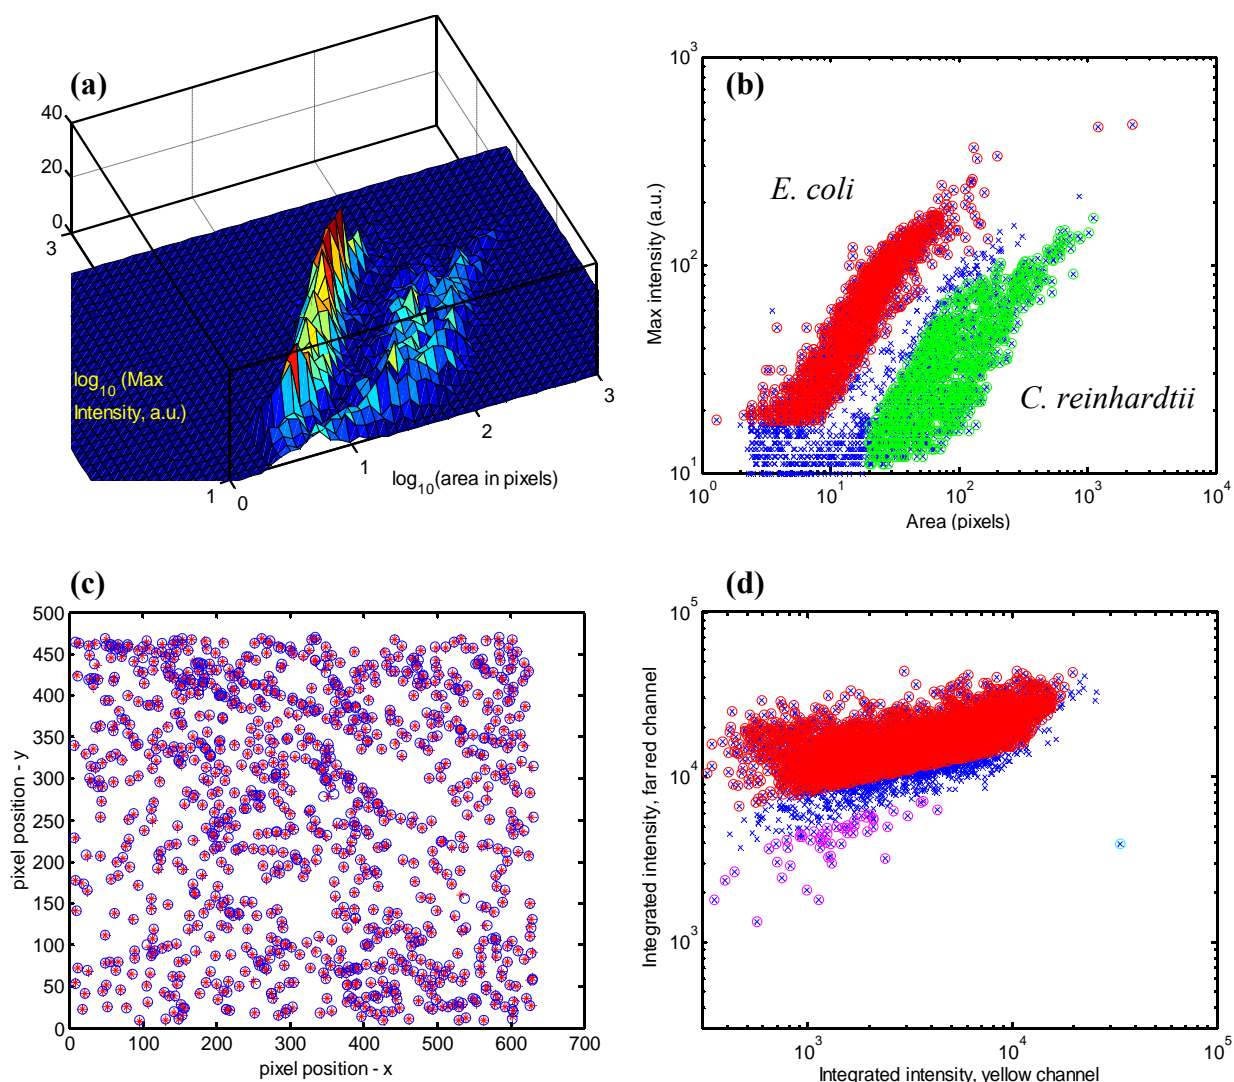 (a)
40
20
0
3
log10 (Max
Intensity, a.u.)
1
0
1
2
3
log10(area in pixels)
(b)
10^3
10^2
10^1
Max intensity (a.u.)
E. coli
C. reinhardtii
10^0
10^1
10^2
10^3
10^4
Area (pixels)
(c)
500
450
400
350
300
250
200
150
100
50
0
pixel position - y
0
100
200
300
400
500
600
700
pixel position - x
(d)
10^5
10^4
10^3
Integrated intensity, far red channel
10^3
10^4
10^5
Integrated intensity, yellow channel